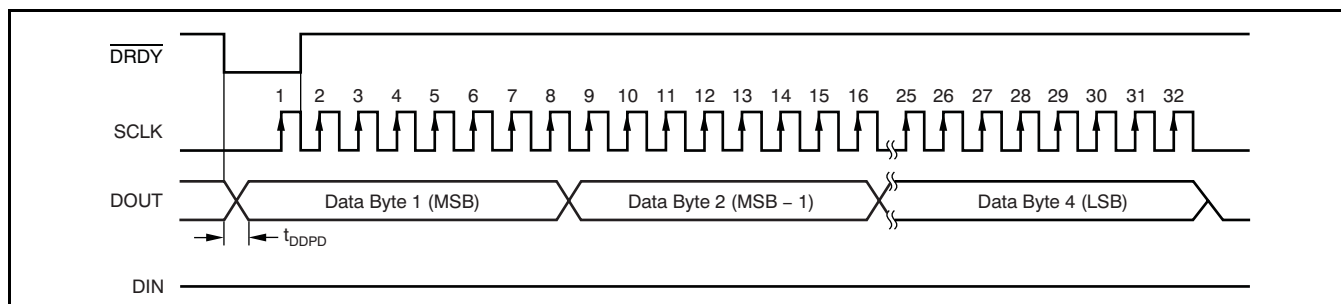 DRDY
1 2 3 4 5 6 7 8 9 10 11 12 13 14 15 16 25 26 27 28 29 30 31 32
SCLK
DOUT Data Byte 1 (MSB) Data Byte 2 (MSB − 1) Data Byte 4 (LSB)
tDDPD
DIN